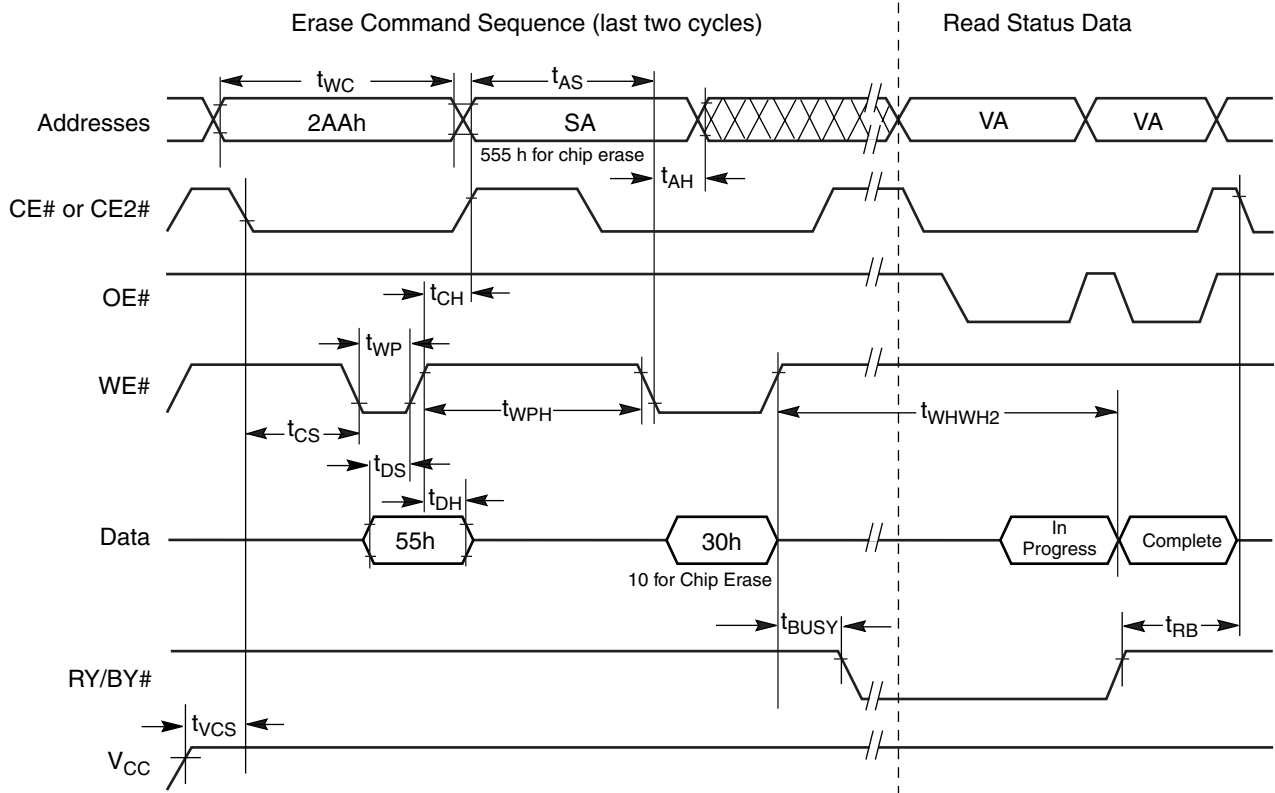 Erase Command Sequence (last two cycles)
Read Status Data
tWC
tAS
Addresses
2AAh
SA
VA
VA
555 h for chip erase
tAH
CE# or CE2#
OE#
tCH
tWP
WE#
tWPH
tWHWH2
tCS
tDS
tDH
Data
55h
30h
In
Progress
Complete
10 for Chip Erase
tBUSY
tRB
RY/BY#
tVCS
VCC